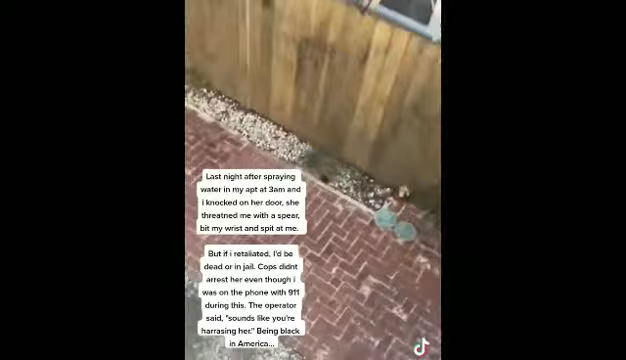 Last night after spraying
water in my apt at 3am and
i knocked on her door, she
threatned me with a spear,
bit my wrist and spit at me.
But if i retaliated, I'd be
dead or in jail. Cops didnt
arrest her even though i
was on the phone with 911
during this. The operator
said, "sounds like you're
harrasing her." Being black
in America...